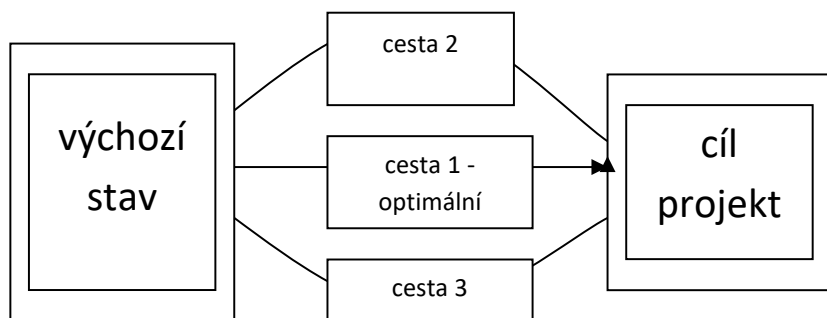 výchozí
stav
cesta 2
cesta 1 -
optimální
cesta 3
cíl
projekt